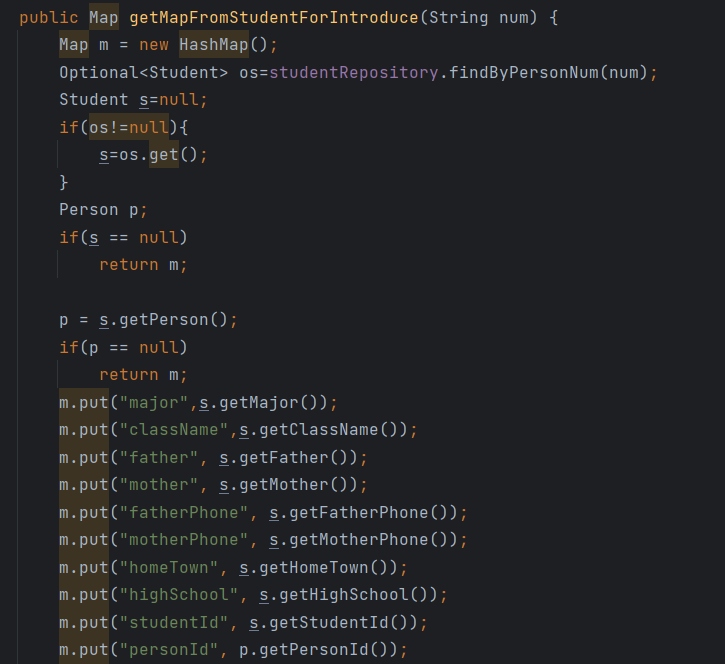 public Map getMapFromStudentForIntroduce(String num) {
Map m = new HashMap();
Optional<Student> os=studentRepository.findByPersonNum(num);
Student s=null;
if(os!=null){
s=os.get();
}
Person p;
if(s == null)
return m;
p = s.getPerson();
if(p == null)
return m;
m.put("major",s.getMajor());
m.put("className",s.getClassName());
m.put("father", s.getFather());
m.put("mother", s.getMother());
m.put("fatherPhone", s.getFatherPhone());
m.put("motherPhone", s.getMotherPhone());
m.put("homeTown", s.getHomeTown());
m.put("highSchool", s.getHighSchool());
m.put("studentId", s.getStudentId());
m.put("personId", p.getPersonId());